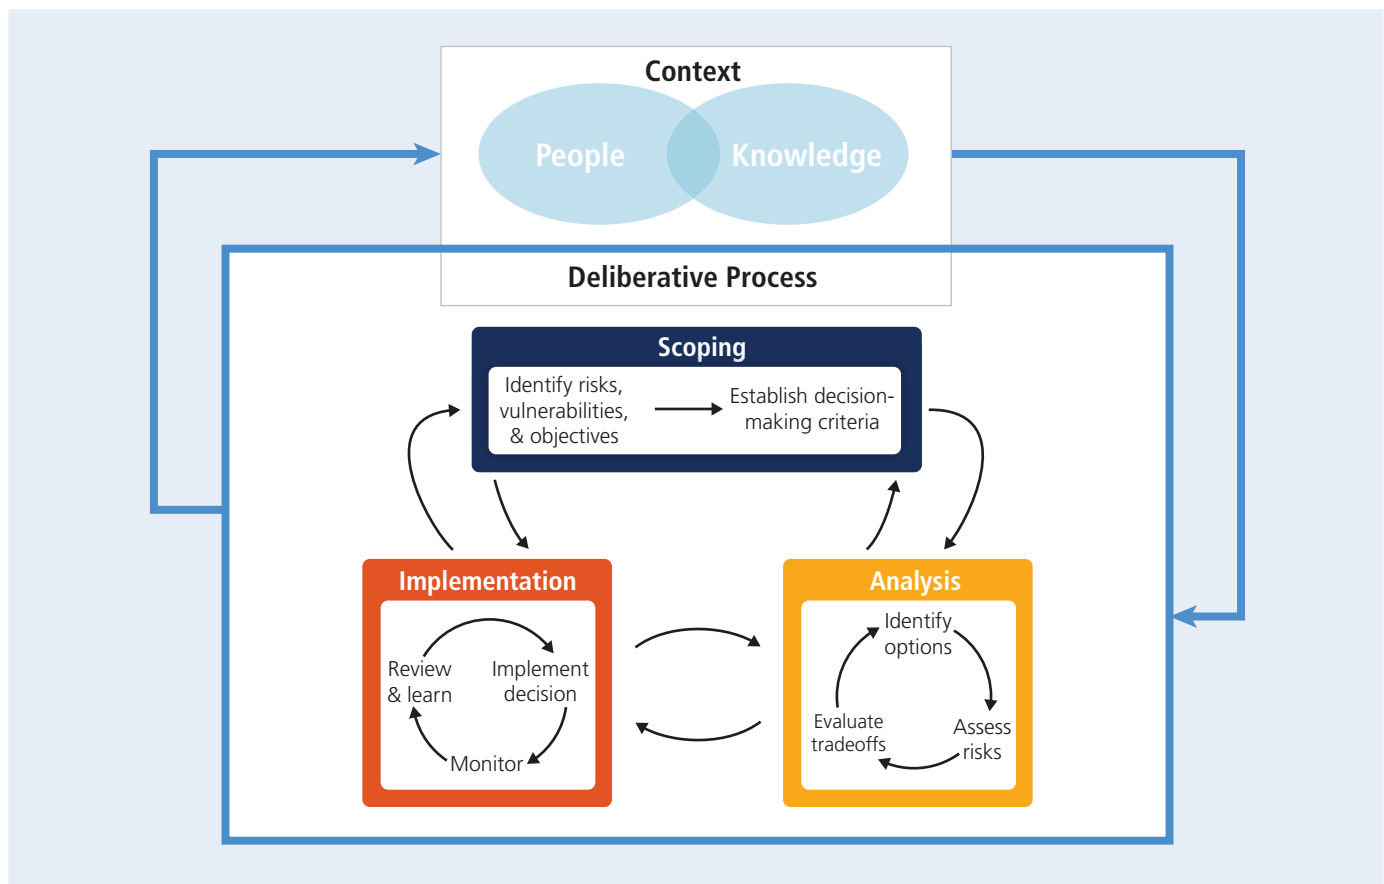 Context
People
Knowledge
Deliberative Process
Scoping
Identify risks,
vulnerabilities,
& objectives
Establish decision-
making criteria
Implementation
Review
& learn
Implement
decision
Monitor
Analysis
Identify
options
Assess
risks
Evaluate
tradeoffs